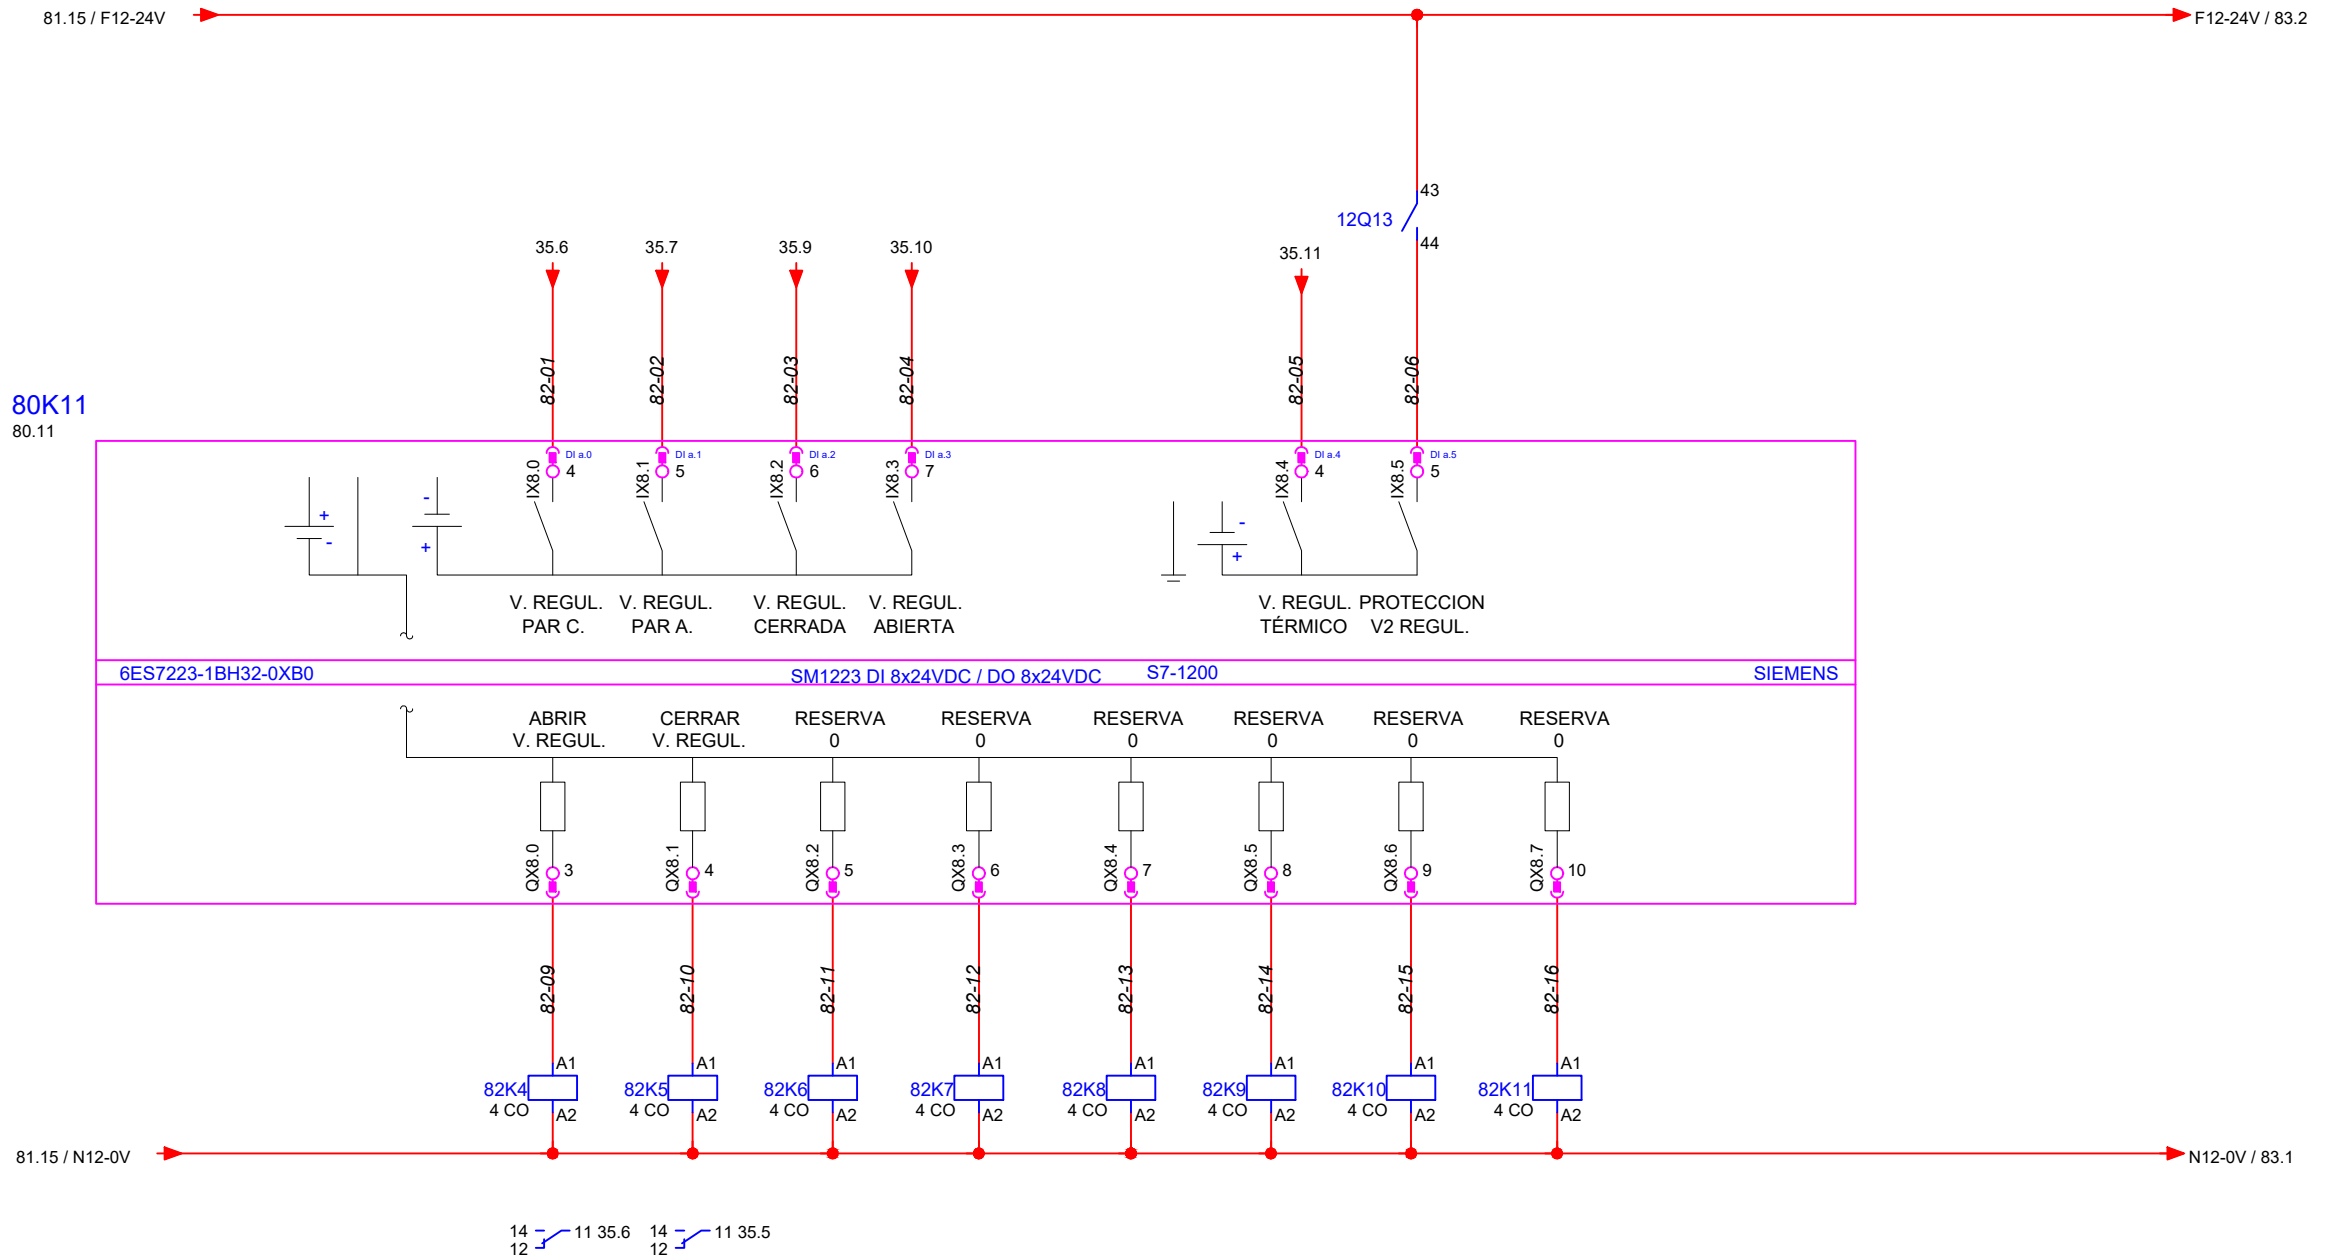 81.15 / F12-24V
F12-24V / 83.2
43
12Q13
44
35.6
35.7
35.9
35.10
35.11
82-01
82-02
82-03
82-04
82-05
82-06
80K11
80.11
IX8.0
DI a.0
4
IX8.1
DI a.1
5
IX8.2
DI a.2
6
IX8.3
DI a.3
7
IX8.4
DI a.4
4
IX8.5
DI a.5
5
+
-
-
+
-
+
V. REGUL.
PAR C.
V. REGUL.
PAR A.
V. REGUL.
CERRADA
V. REGUL.
ABIERTA
V. REGUL.
TÉRMICO
PROTECCION
V2 REGUL.
6ES7223-1BH32-0XB0
SM1223 DI 8x24VDC / DO 8x24VDC
S7-1200
SIEMENS
ABRIR
V. REGUL.
CERRAR
V. REGUL.
RESERVA
0
RESERVA
0
RESERVA
0
RESERVA
0
RESERVA
0
RESERVA
0
QX8.0
3
QX8.1
4
QX8.2
5
QX8.3
6
QX8.4
7
QX8.5
8
QX8.6
9
QX8.7
10
82-09
82-10
82-11
82-12
82-13
82-14
82-15
82-16
A1
82K4
4 CO
A2
A1
82K5
4 CO
A2
A1
82K6
4 CO
A2
A1
82K7
4 CO
A2
A1
82K8
4 CO
A2
A1
82K9
4 CO
A2
A1
82K10
4 CO
A2
A1
82K11
4 CO
A2
81.15 / N12-0V
N12-0V / 83.1
14
12
11 35.6
14
12
11 35.5